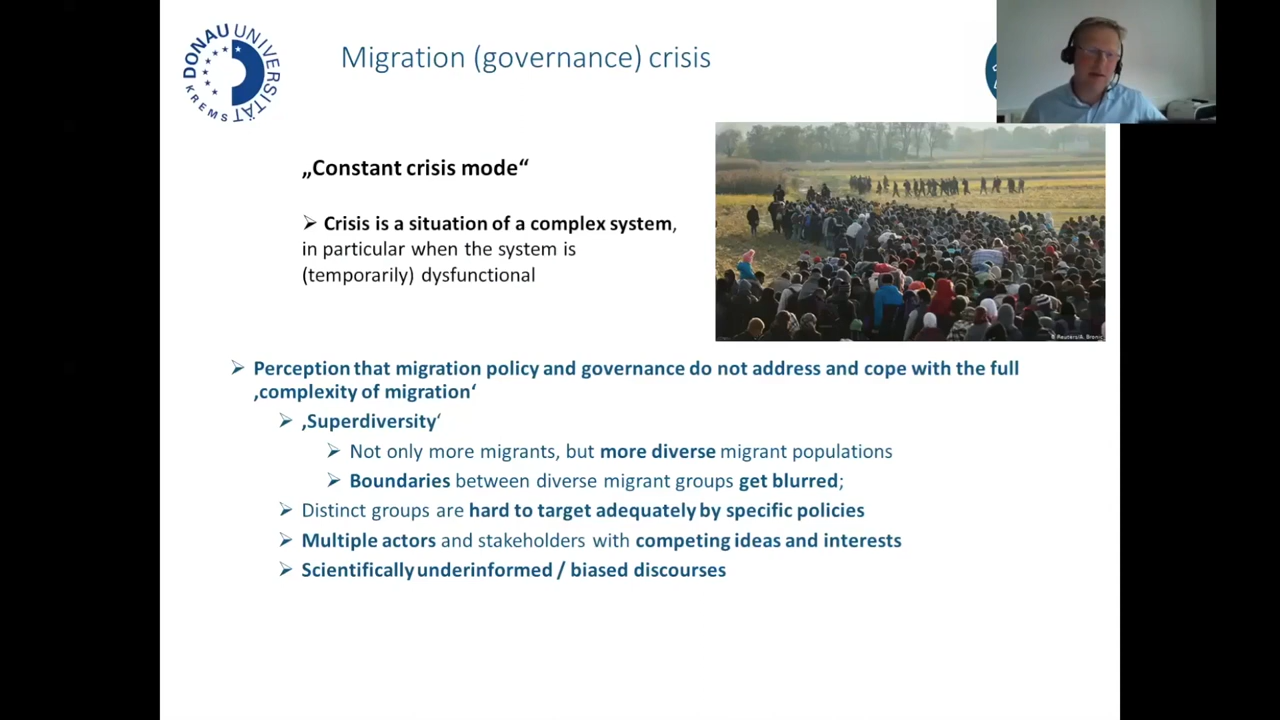 DONAU UNIVERSITÄT
KREMS
Migration (governance) crisis
„Constant crisis mode“
Crisis is a situation of a complex system,
in particular when the system is
(temporarily) dysfunctional
Perception that migration policy and governance do not address and cope with the full
‚complexity of migration‘
‚Superdiversity‘
Not only more migrants, but more diverse migrant populations
Boundaries between diverse migrant groups get blurred;
Distinct groups are hard to target adequately by specific policies
Multiple actors and stakeholders with competing ideas and interests
Scientifically underinformed / biased discourses